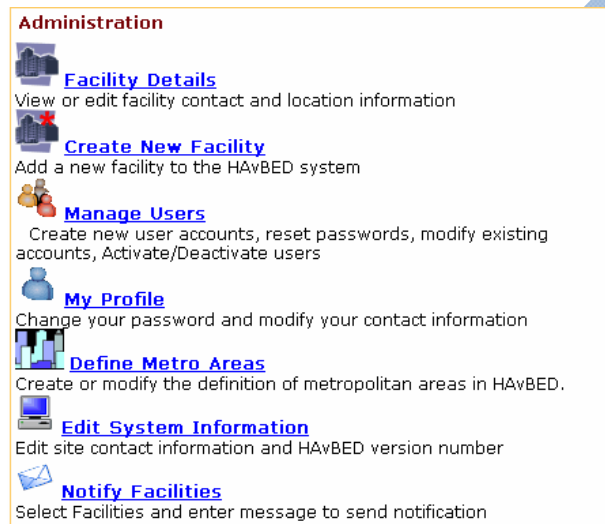 Administration
Facility Details
View or edit facility contact and location information
Create New Facility
Add a new facility to the HAvBED system
Manage Users
Create new user accounts, reset passwords, modify existing
accounts, Activate/Deactivate users
My Profile
Change your password and modify your contact information
Define Metro Areas
Create or modify the definition of metropolitan areas in HAvBED.
Edit System Information
Edit site contact information and HAvBED version number
Notify Facilities
Select Facilities and enter message to send notification